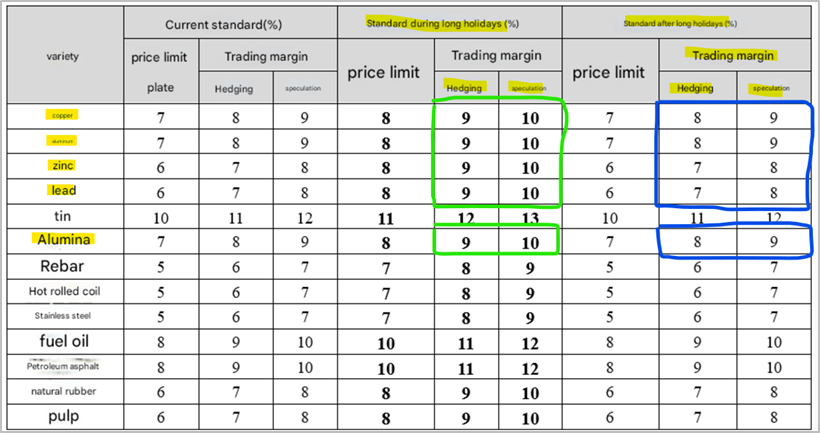 Current standard(%) Standard during long holidays (%) Standard after long holidays (%)
variety price limit plate Trading margin price limit Trading margin price limit Trading margin
Hedging speculation Hedging speculation Hedging speculation
copper 7 8 9 8 9 10 7 8 9
aluminum 7 8 9 8 9 10 7 8 9
zinc 6 7 8 8 9 10 6 7 8
lead 6 7 8 8 9 10 6 7 8
tin 10 11 12 11 12 13 10 11 12
Alumina 7 8 9 8 9 10 7 8 9
Rebar 5 6 7 7 8 9 5 6 7
Hot rolled coil 5 6 7 7 8 9 5 6 7
Stainless steel 5 6 7 7 8 9 5 6 7
fuel oil 8 9 10 10 11 12 8 9 10
Petroleum asphalt 8 9 10 10 11 12 8 9 10
natural rubber 6 7 8 8 9 10 6 7 8
pulp 6 7 8 8 9 10 6 7 8